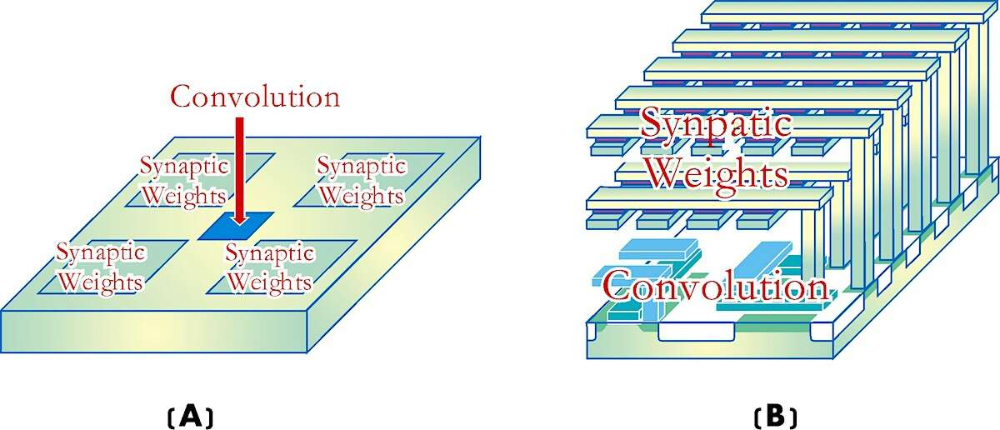 Convolution
Synaptic
Weights
Synaptic
Weights
Synaptic
Weights
Synaptic
Weights
(A)
Synpatic
Weights
Convolution
(B)